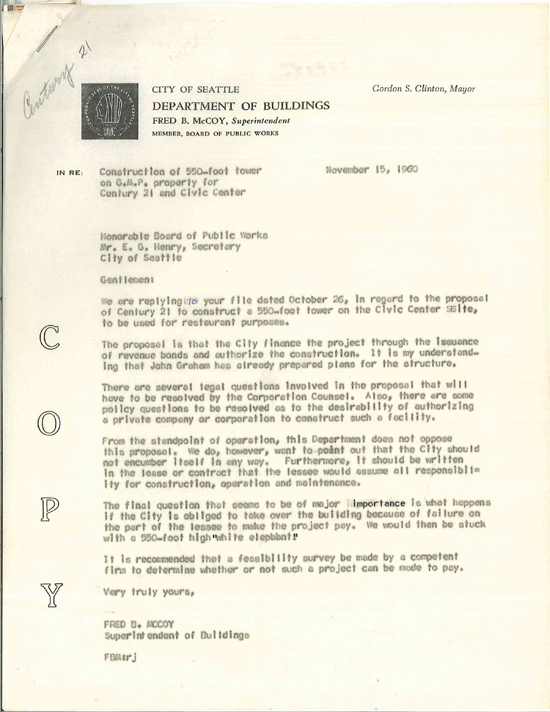 Century 21
CITY OF SEATTLE
Gordon S. Clinton, Mayor
DEPARTMENT OF BUILDINGS
FRED B. McCOY, Superintendent
MEMBER, BOARD OF PUBLIC WORKS
IN RE: Construction of 550-foot tower
on G.M.P. property for
Century 21 and Civic Center
November 15, 1960
Honorable Board of Public Works
Mr. E. G. Henry, Secretary
City of Seattle
Gentlemen:
We are replying to your file dated October 26, in regard to the proposal
of Century 21 to construct a 550-foot tower on the Civic Center Site,
to be used for restaurant purposes.
The proposal is that the City finance the project through the issuance
of revenue bonds and authorize the construction. It is my understand-
ing that John Graham has already prepared plans for the structure.
There are several legal questions involved in the proposal that will
have to be resolved by the Corporation Counsel. Also, there are some
policy questions to be resolved as to the desirability of authorizing
a private company or corporation to construct such a facility.
From the standpoint of operation, this Department does not oppose
this proposal. We do, however, want to point out that the City should
not encumber itself in any way. Furthermore, it should be written
in the lease or contract that the lessee would assume all responsibil-
ity for construction, operation and maintenance.
The final question that seems to be of major importance is what happens
if the City is obliged to take over the building because of failure on
the part of the lessee to make the project pay. We would then be stuck
with a 550-foot high "white elephant!"
It is recommended that a feasibility survey be made by a competent
firm to determine whether or not such a project can be made to pay.
Very truly yours,
FRED B. McCOY
Superintendent of Buildings
FBM:rj
C
O
P
Y